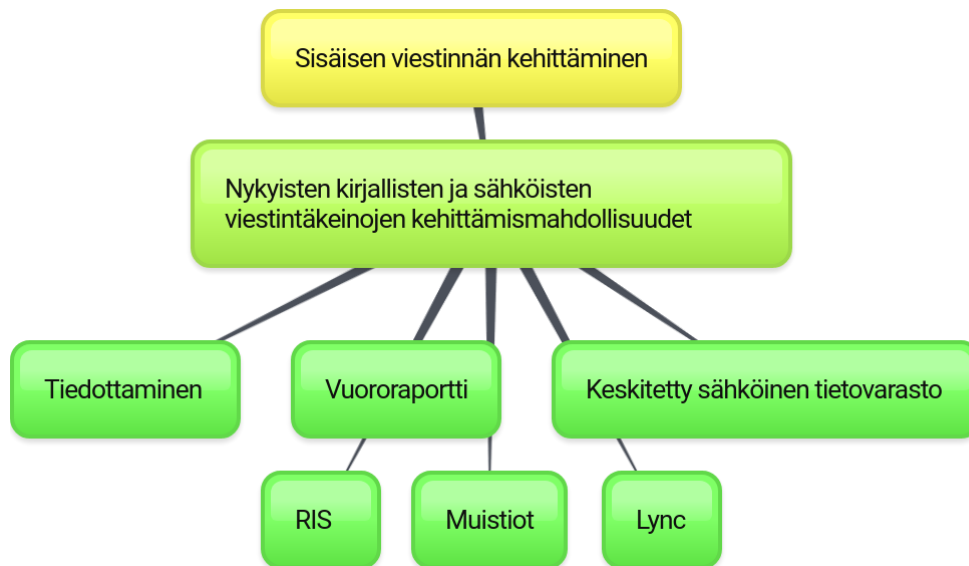 Sisäisen viestinnän kehittäminen
Nykyisten kirjallisten ja sähköisten
viestintäkeinojen kehittämismahdollisuudet
Tiedottaminen
Vuororaportti
Keskitetty sähköinen tietovarasto
RIS
Muistiot
Lync